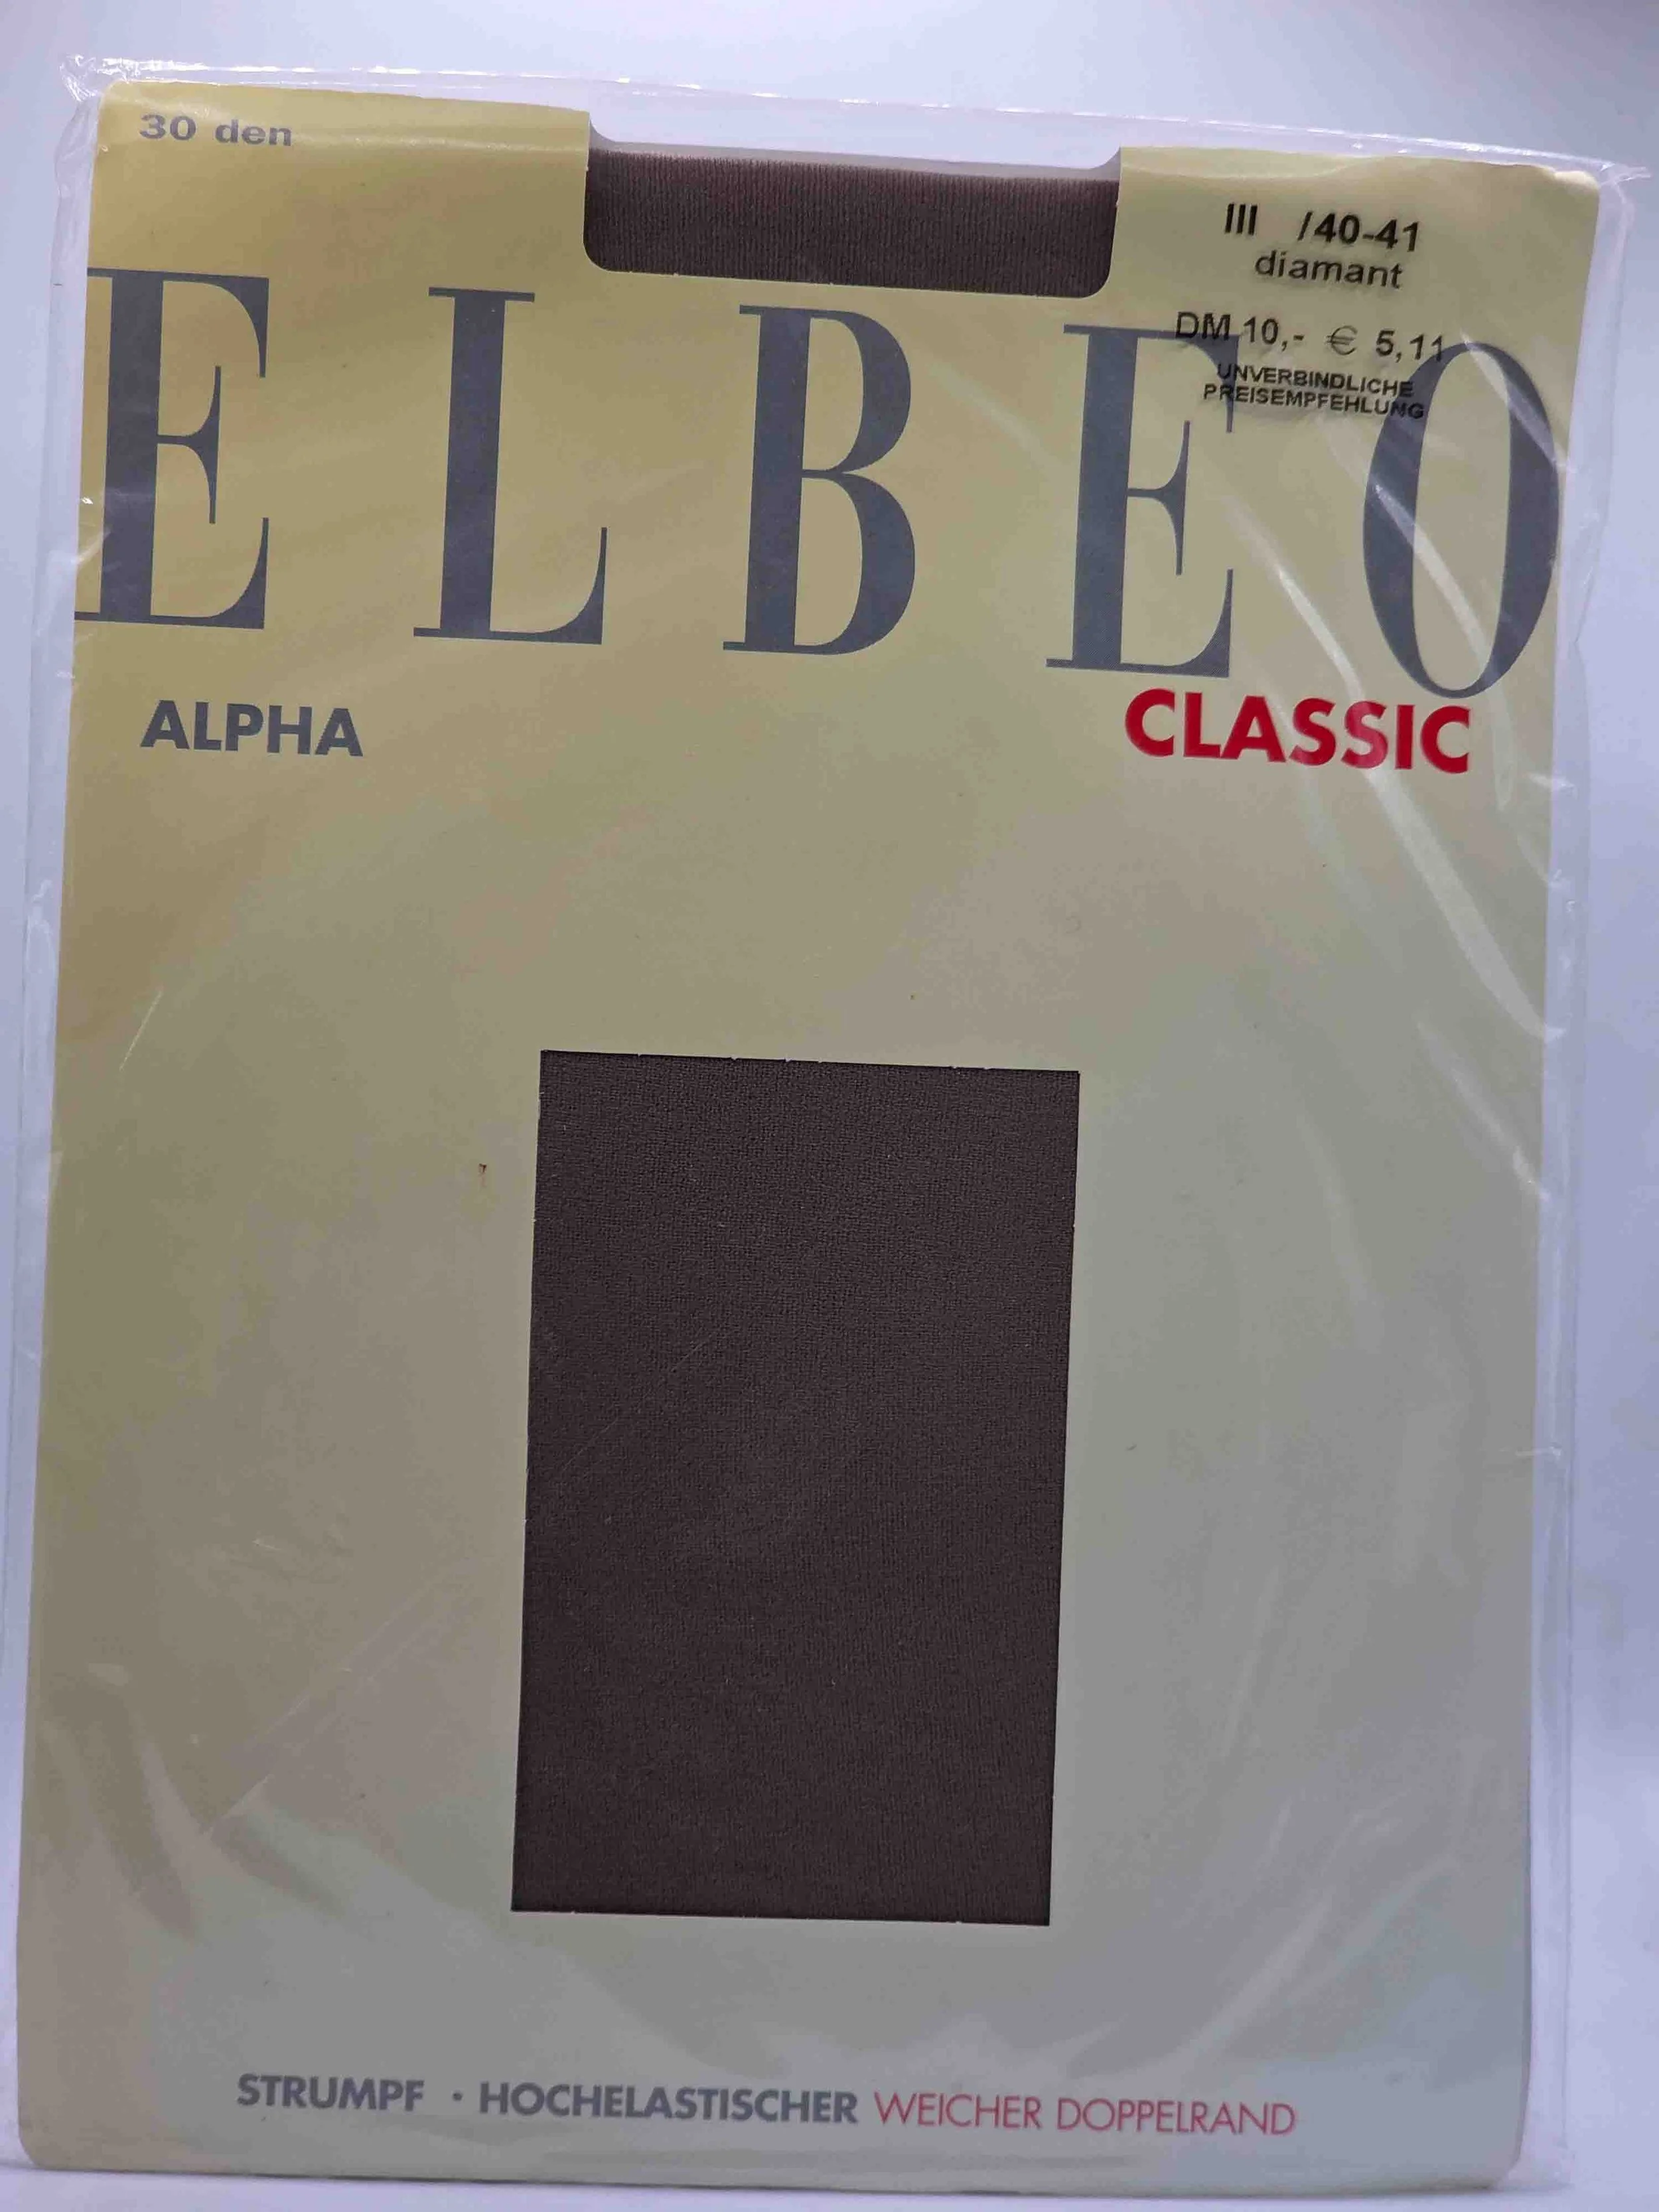 30 den
III /40-41
diamant
DM 10,- € 5,11
UNVERBINDLICHE
PREISEMPFEHLUNG
ELBEO
ALPHA
CLASSIC
STRUMPF · HOCHELASTISCHER WEICHER DOPPELRAND